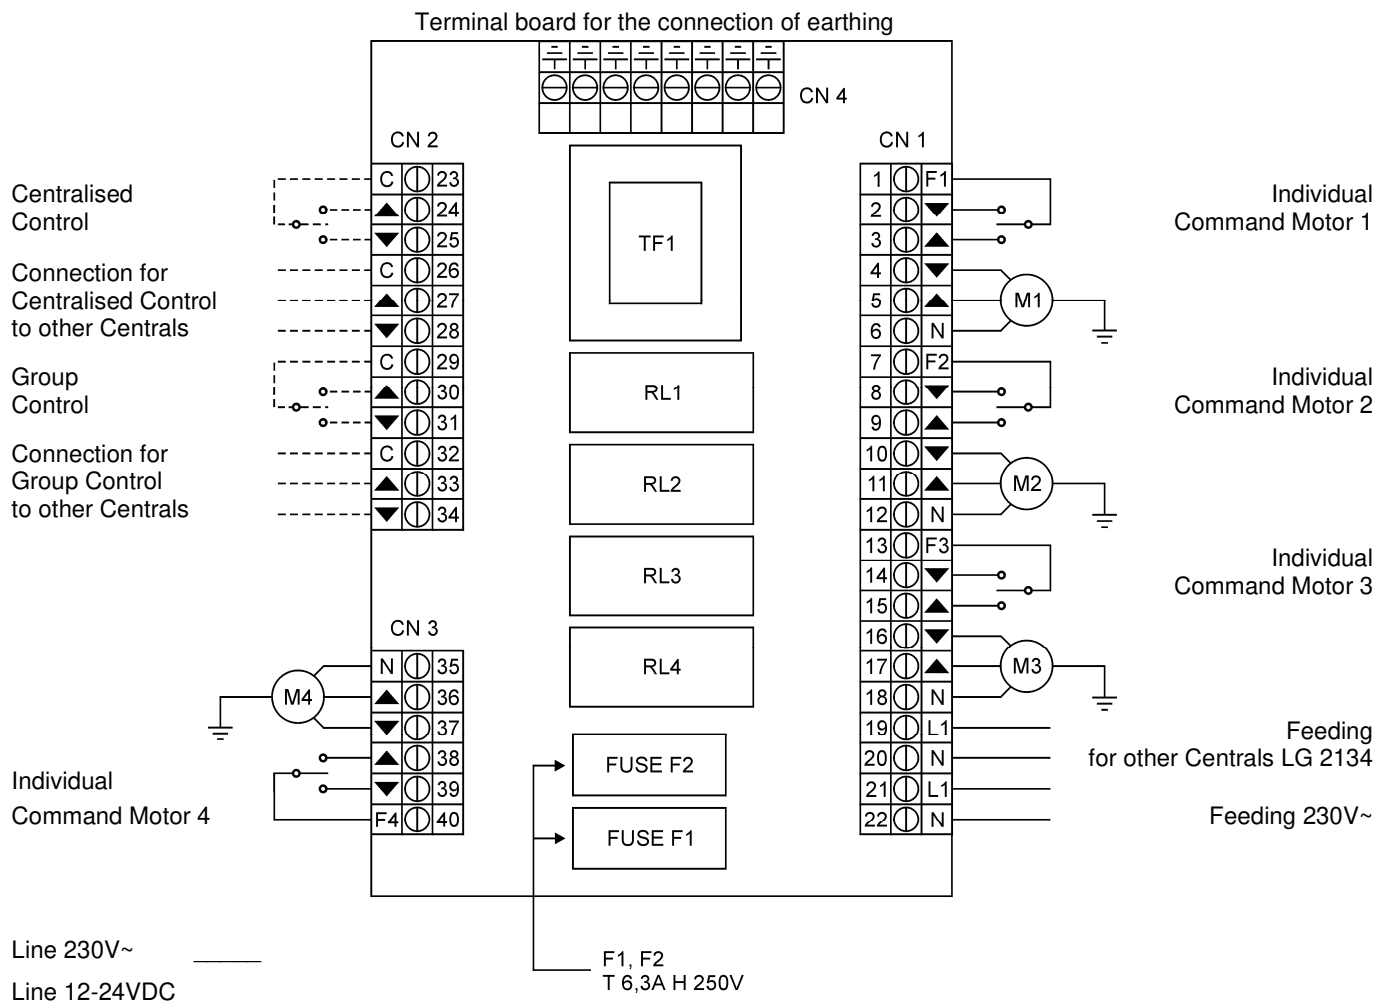 Terminal board for the connection of earthing
CN 4
CN 2
C 23
▲ 24
▼ 25
C 26
▲ 27
▼ 28
C 29
▲ 30
▼ 31
C 32
▲ 33
▼ 34
Centralised
Control
Connection for
Centralised Control
to other Centrals
Group
Control
Connection for
Group Control
to other Centrals
CN 3
N 35
▲ 36
▼ 37
▲ 38
▼ 39
F4 40
M4
Individual
Command Motor 4
TF1
RL1
RL2
RL3
RL4
FUSE F2
FUSE F1
CN 1
1 F1
2 ▼
3 ▲
4 ▼
5 ▲
6 N
7 F2
8 ▼
9 ▲
10 ▼
11 ▲
12 N
13 F3
14 ▼
15 ▲
16 ▼
17 ▲
18 N
19 L1
20 N
21 L1
22 N
M1
M2
M3
Individual
Command Motor 1
Individual
Command Motor 2
Individual
Command Motor 3
Feeding
for other Centrals LG 2134
Feeding 230V~
Line 230V~ _____
Line 12-24VDC
F1, F2
T 6,3A H 250V